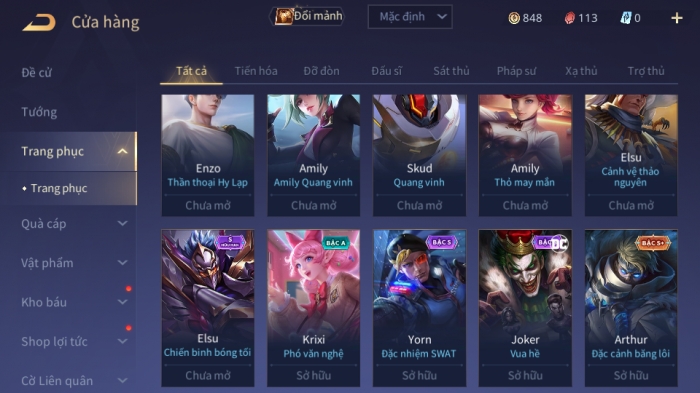 Cửa hàng
Đổi mảnh
Mặc định
848
113
0
Đề cử
Tướng
Trang phục
Trang phục
Quà cáp
Vật phẩm
Kho báu
Shop lợi tức
Cờ Liên quân
Tất cả
Tiến hóa
Đỡ đòn
Đấu sĩ
Sát thủ
Pháp sư
Xạ thủ
Trợ thủ
Enzo
Thần thoại Hy Lạp
Chưa mở
Amily
Amily Quang vinh
Chưa mở
Skud
Quang vinh
Chưa mở
Amily
Thỏ may mắn
Chưa mở
Elsu
Cảnh vệ thảo
nguyên
Chưa mở
S
HỮU HẠN
Elsu
Chiến binh bóng tối
Chưa mở
BẬC A
Krixi
Phó văn nghệ
Sở hữu
BẬC S
Yorn
Đặc nhiệm SWAT
Sở hữu
BẬC
DC
Joker
Vua hề
Sở hữu
BẬC S+
Arthur
Đặc cảnh băng lôi
Sở hữu